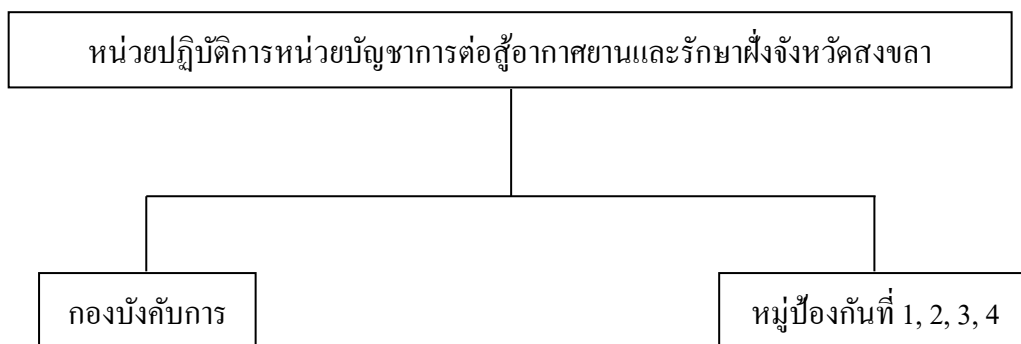 หน่วยปฏิบัติการหน่วยบัญชาการต่อสู้อากาศยานและรักษาฝั่งจังหวัดสงขลา
กองบังคับการ
หมู่ป้องกันที่ 1, 2, 3, 4